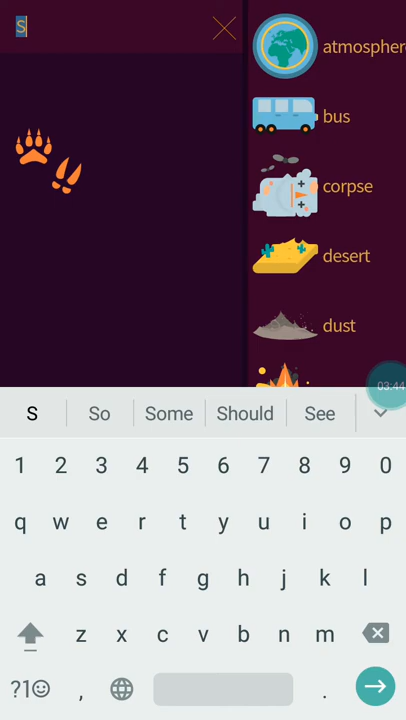 S
atmosphere
bus
corpse
desert
dust
03:44
S So Some Should See
1 2 3 4 5 6 7 8 9 0
q w e r t y u i o p
a s d f g h j k l
z x c v b n m
?1☺ , .